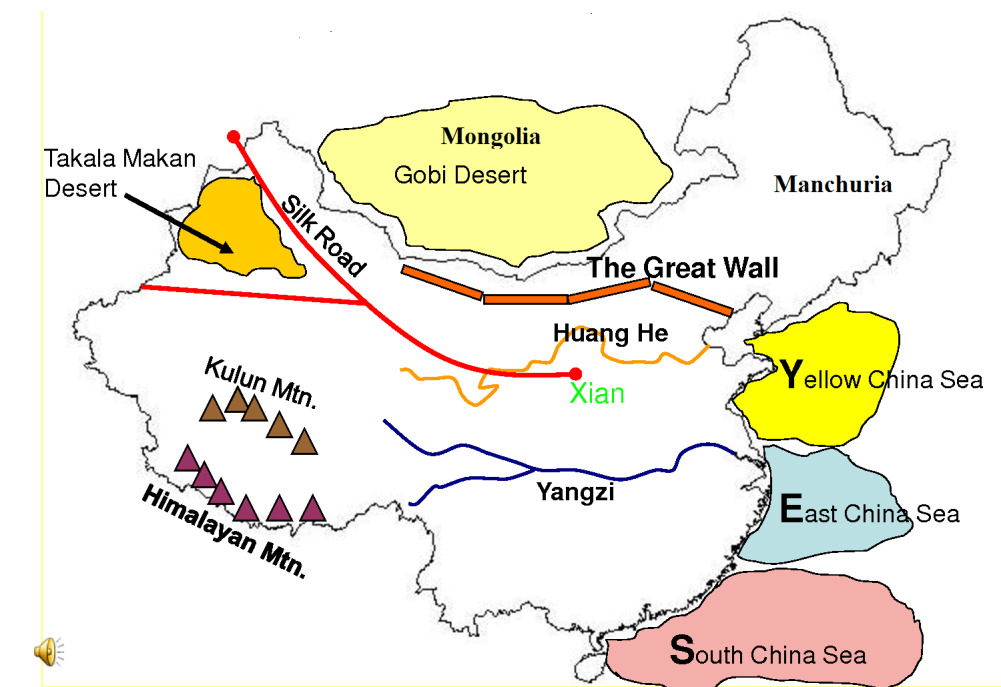 Mongolia
Gobi Desert
Takala Makan
Desert
Manchuria
Silk Road
The Great Wall
Huang He
Xian
Yellow China Sea
Kulun Mtn.
Yangzi
Himalayan Mtn.
East China Sea
South China Sea